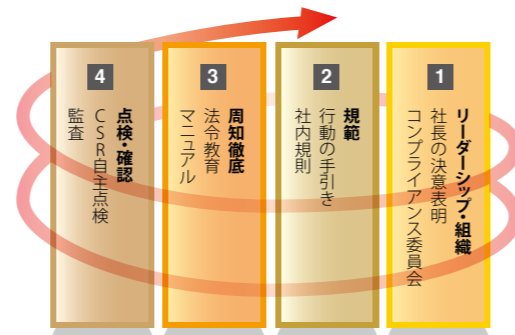 1
リーダーシップ・組織
社長の決意表明
コンプライアンス委員会
2
規範
行動の手引き
社内規則
3
周知徹底
法令教育
マニュアル
4
点検・確認
CSR自主点検
監査